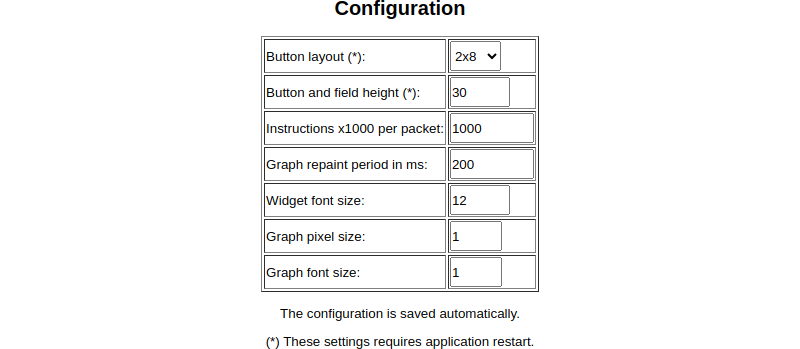 Configuration
Button layout (*): 2x8
Button and field height (*): 30
Instructions x1000 per packet: 1000
Graph repaint period in ms: 200
Widget font size: 12
Graph pixel size: 1
Graph font size: 1
The configuration is saved automatically.
(*) These settings requires application restart.